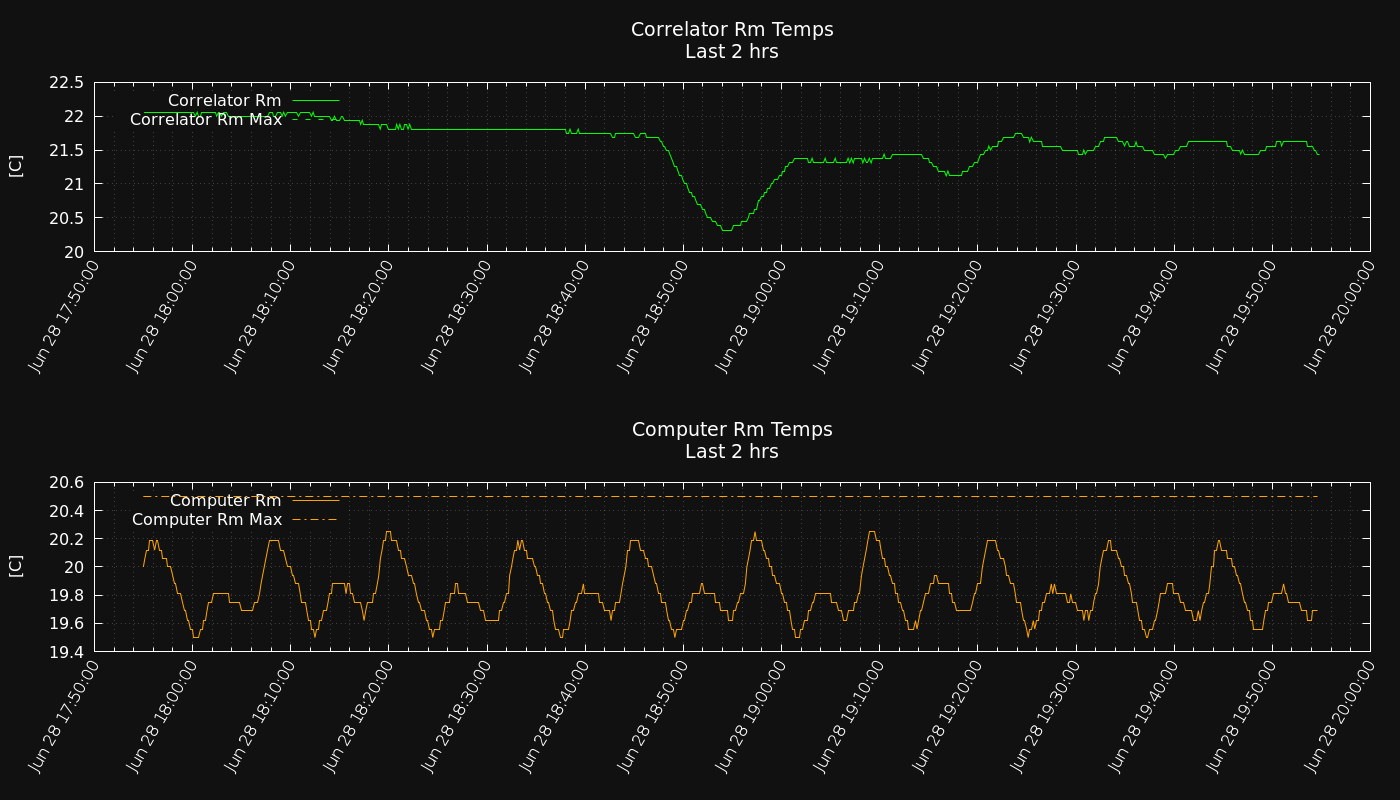 Correlator Rm Temps
Last 2 hrs
22.5
22
21.5
21
20.5
20
[C]
Correlator Rm
Correlator Rm Max
Jun 28 17:50:00
Jun 28 18:00:00
Jun 28 18:10:00
Jun 28 18:20:00
Jun 28 18:30:00
Jun 28 18:40:00
Jun 28 18:50:00
Jun 28 19:00:00
Jun 28 19:10:00
Jun 28 19:20:00
Jun 28 19:30:00
Jun 28 19:40:00
Jun 28 19:50:00
Jun 28 20:00:00
Computer Rm Temps
Last 2 hrs
20.6
20.4
20.2
20
19.8
19.6
19.4
[C]
Computer Rm
Computer Rm Max
Jun 28 17:50:00
Jun 28 18:00:00
Jun 28 18:10:00
Jun 28 18:20:00
Jun 28 18:30:00
Jun 28 18:40:00
Jun 28 18:50:00
Jun 28 19:00:00
Jun 28 19:10:00
Jun 28 19:20:00
Jun 28 19:30:00
Jun 28 19:40:00
Jun 28 19:50:00
Jun 28 20:00:00